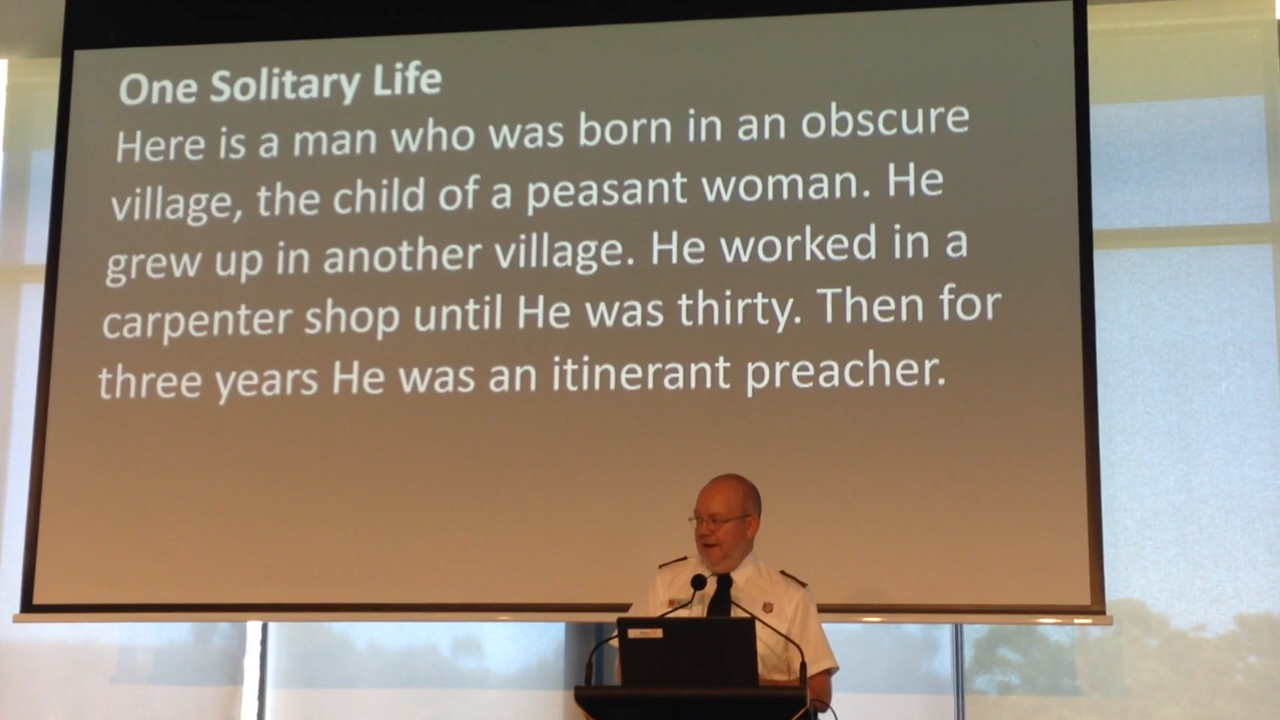 One Solitary Life
Here is a man who was born in an obscure
village, the child of a peasant woman. He
grew up in another village. He worked in a
carpenter shop until He was thirty. Then for
three years He was an itinerant preacher.